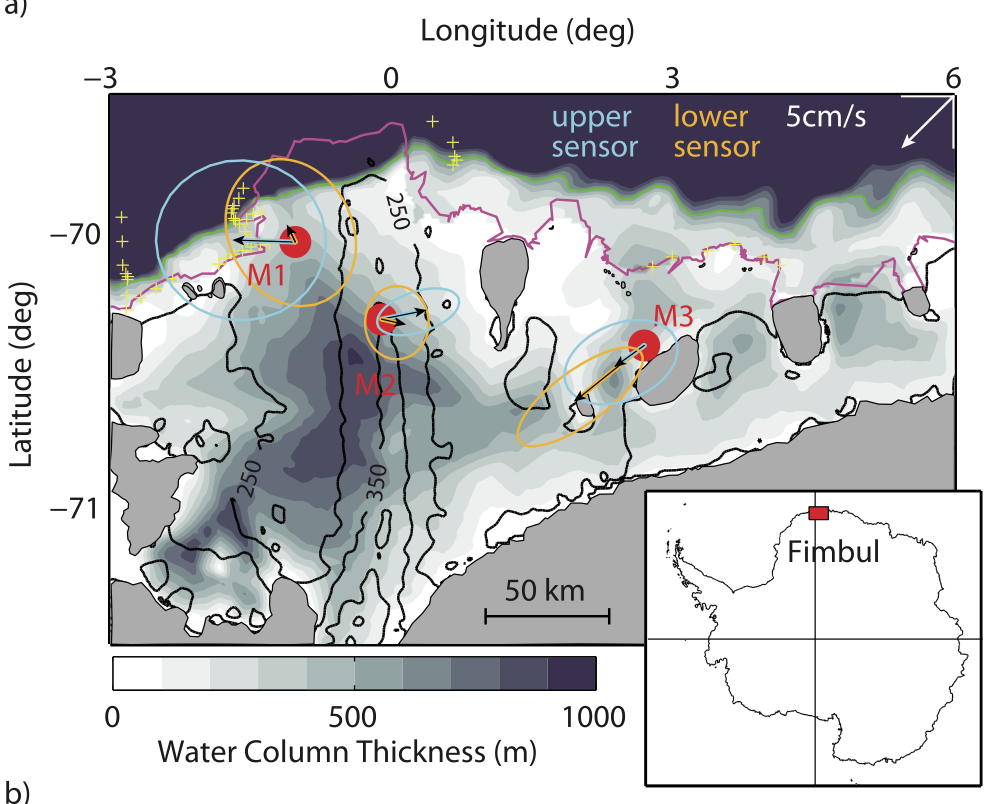 a)
Longitude (deg)
−3 0 3 6
upper sensor
lower sensor
5cm/s
−70
−71
Latitude (deg)
250
M1
M2
M3
250
350
50 km
Fimbul
0 500 1000
Water Column Thickness (m)
b)